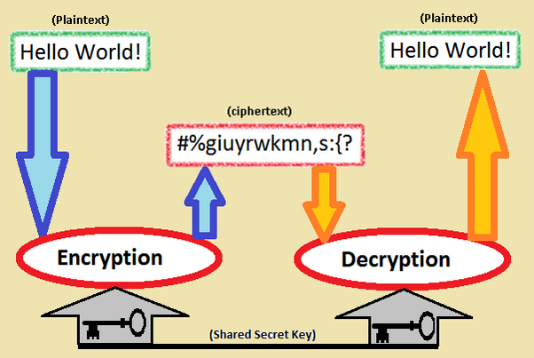 (Plaintext)
Hello World!
(Plaintext)
Hello World!
(ciphertext)
#%giuyrwkmn,s:{?
Encryption
Decryption
(Shared Secret Key)